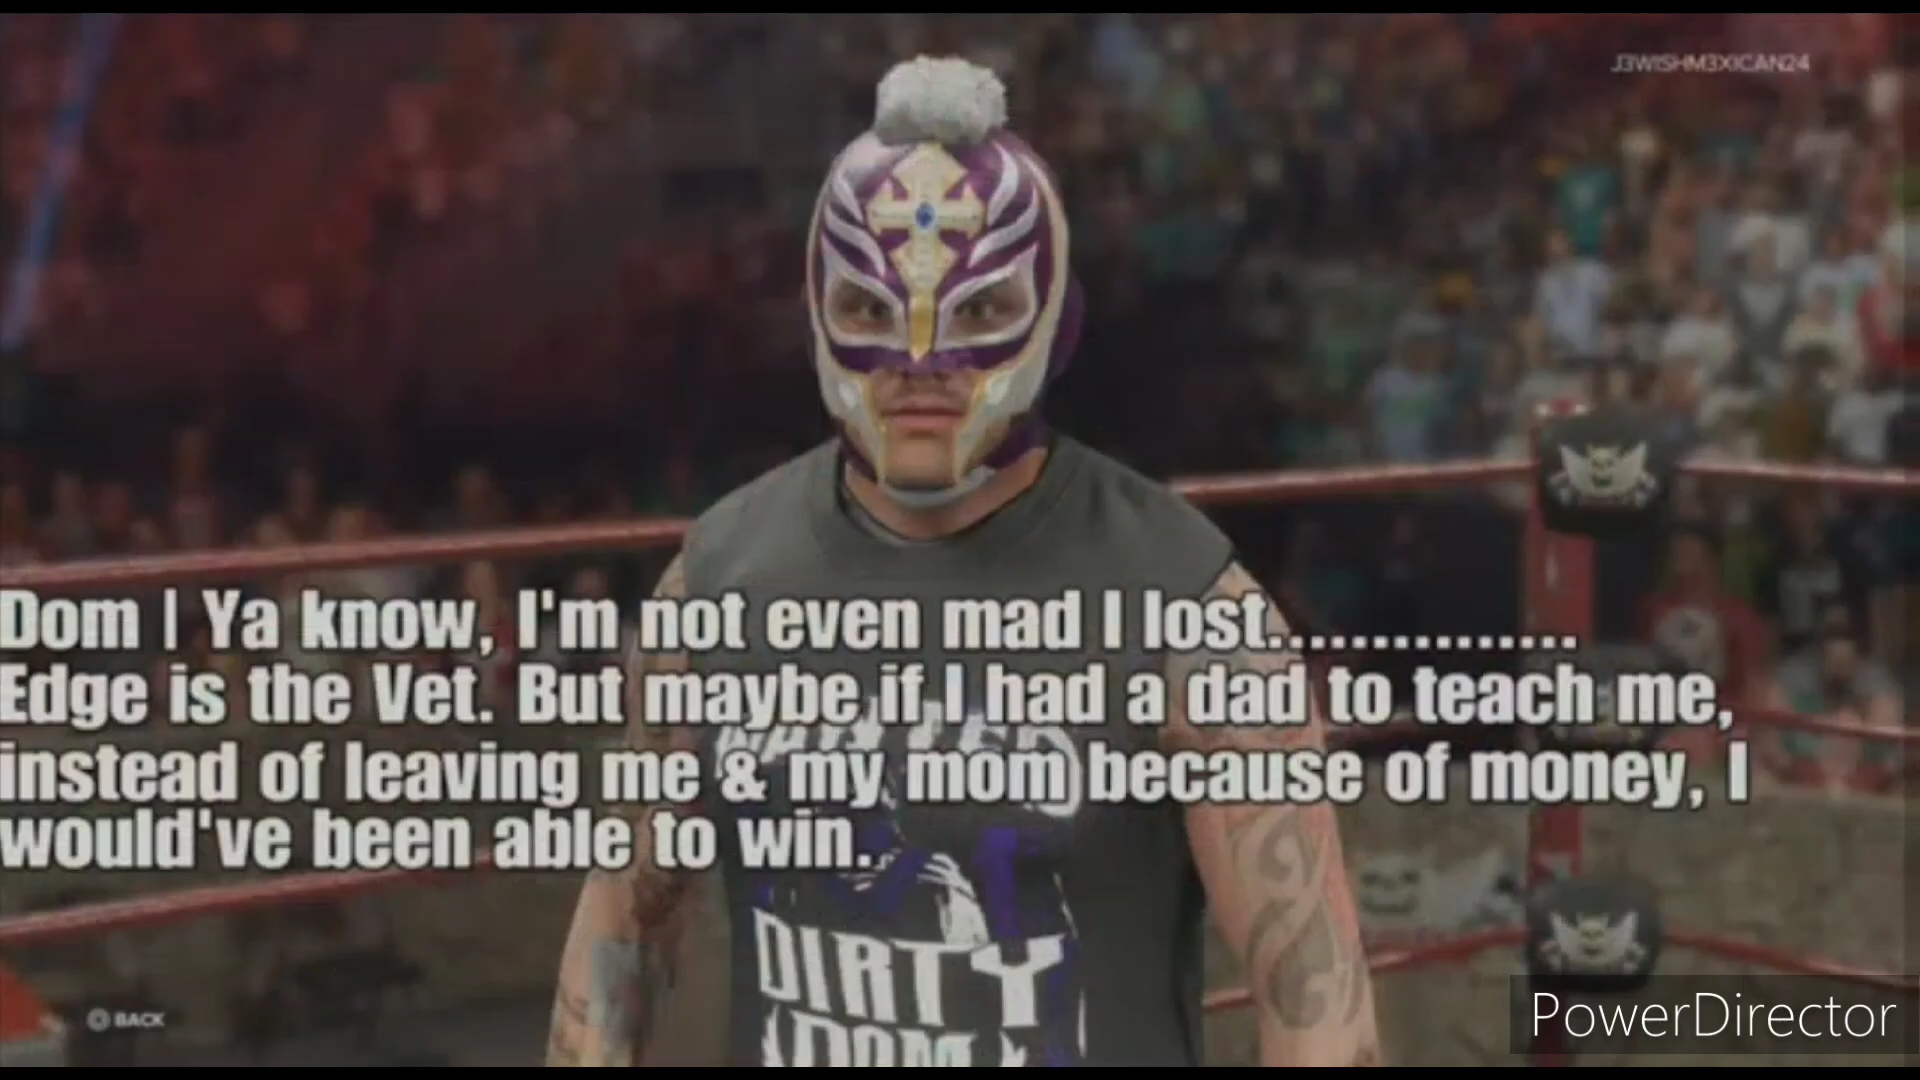 J3WISHM3XICAN24
Dom | Ya know, I'm not even mad I lost...............
Edge is the Vet. But maybe if I had a dad to teach me,
instead of leaving me & my mom because of money, I
would've been able to win.
DIRTY
DOM
BACK
PowerDirector